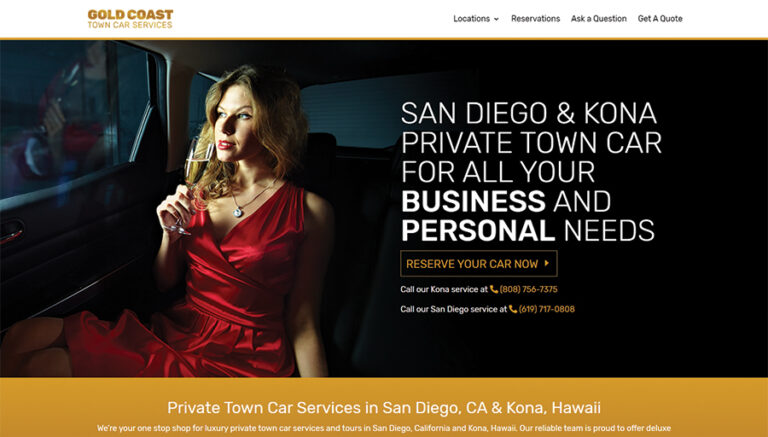 GOLD COAST
TOWN CAR SERVICES
Locations Reservations Ask a Question Get A Quote
SAN DIEGO & KONA
PRIVATE TOWN CAR
FOR ALL YOUR
BUSINESS AND
PERSONAL NEEDS
RESERVE YOUR CAR NOW
Call our Kona service at (808) 756-7375
Call our San Diego service at (619) 717-0808
Private Town Car Services in San Diego, CA & Kona, Hawaii
We're your one stop shop for luxury private town car services and tours in San Diego, California and Kona, Hawaii. Our reliable team is proud to offer deluxe